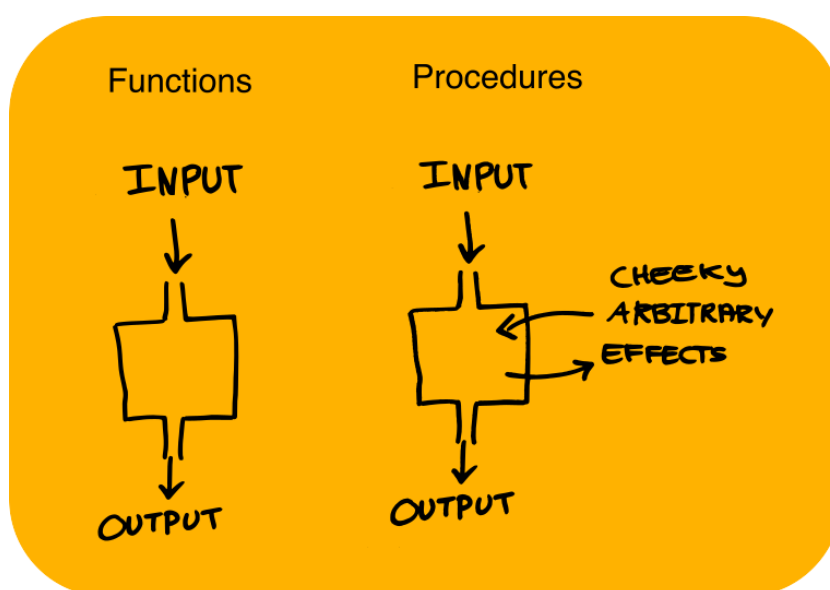 Functions
Procedures
INPUT
INPUT
CHEEKY
ARBITRARY
EFFECTS
OUTPUT
OUTPUT